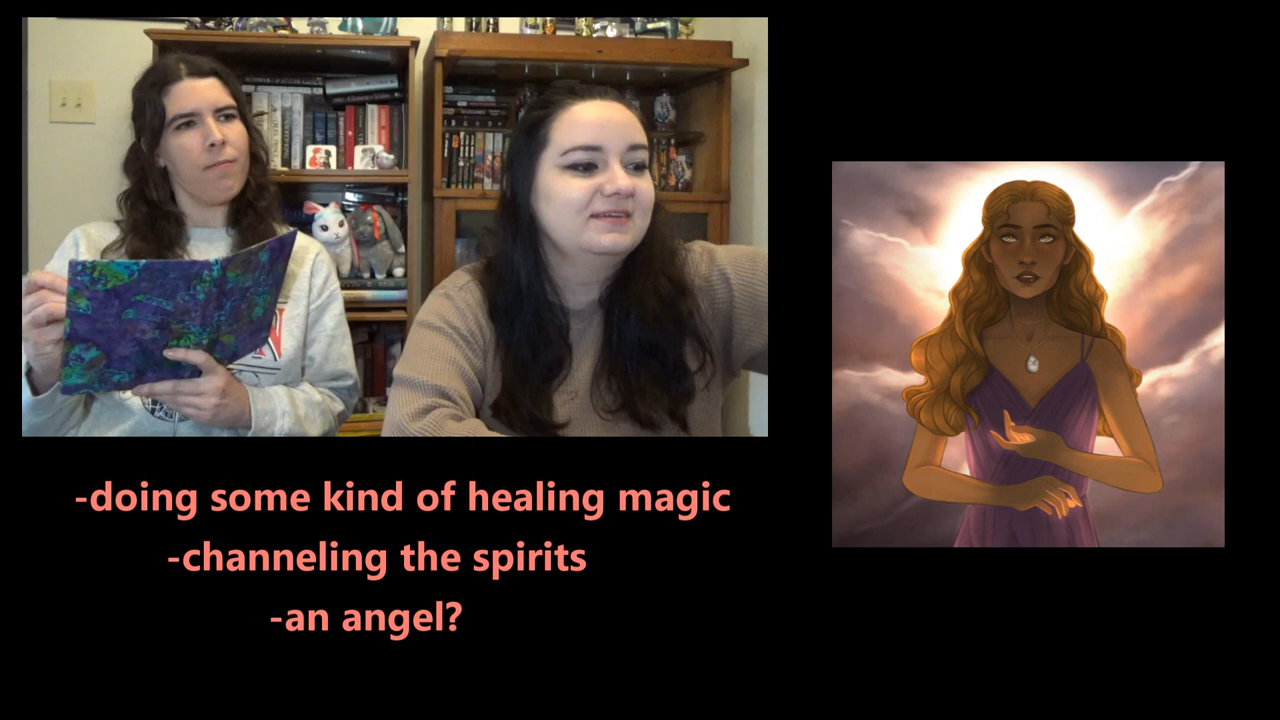 -doing some kind of healing magic
-channeling the spirits
-an angel?